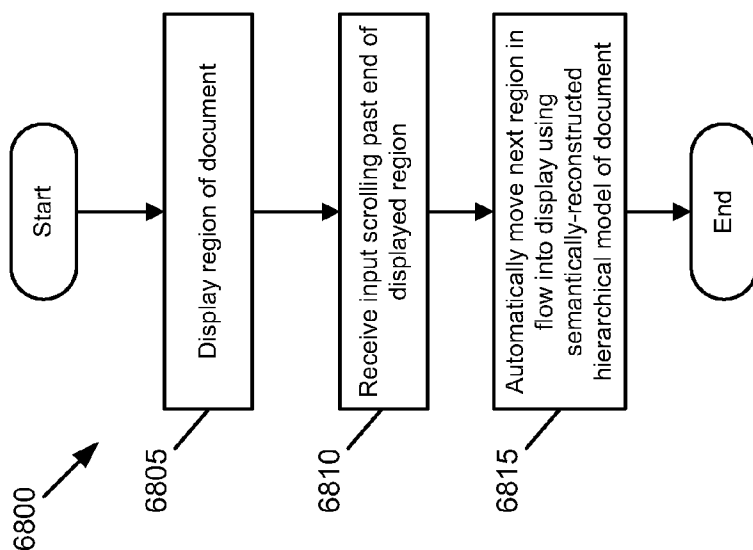 6800
Start
6805
Display region of document
6810
Receive input scrolling past end of
displayed region
6815
Automatically move next region in
flow into display using
semantically-reconstructed
hierarchical model of document
End